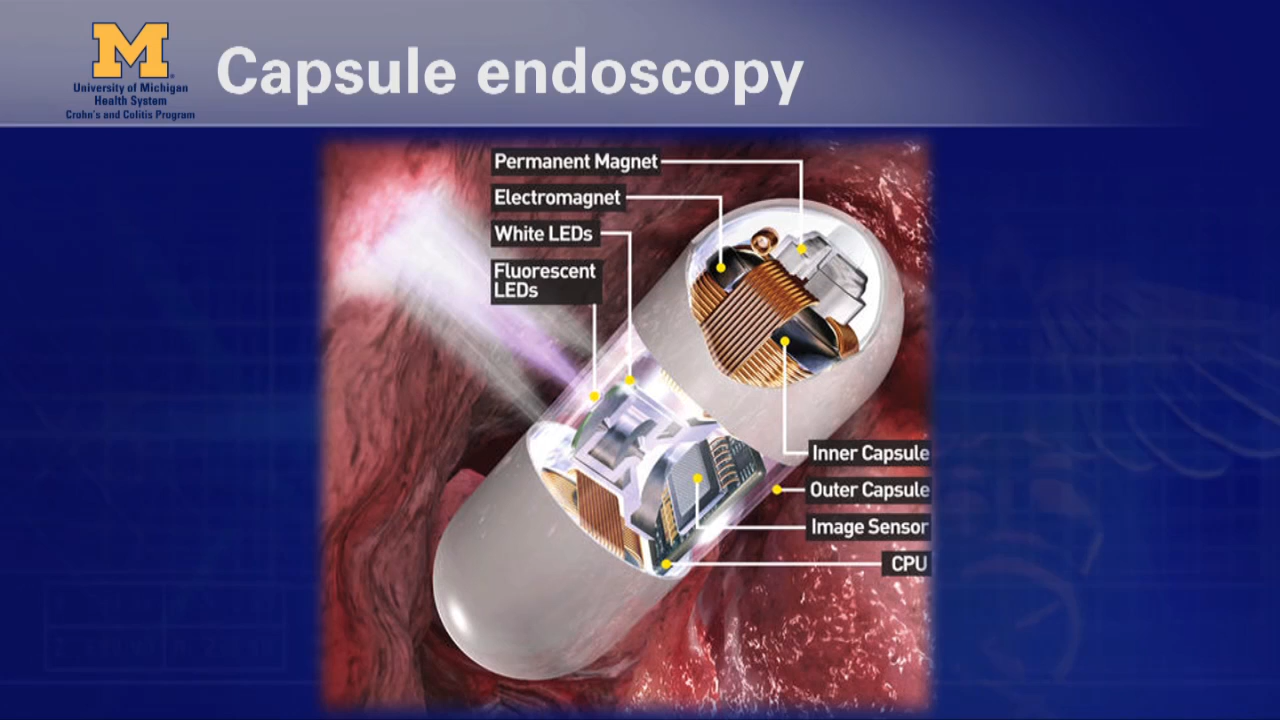 M
University of Michigan
Health System
Crohn's and Colitis Program
Capsule endoscopy
Permanent Magnet
Electromagnet
White LEDs
Fluorescent
LEDs
Inner Capsule
Outer Capsule
Image Sensor
CPU